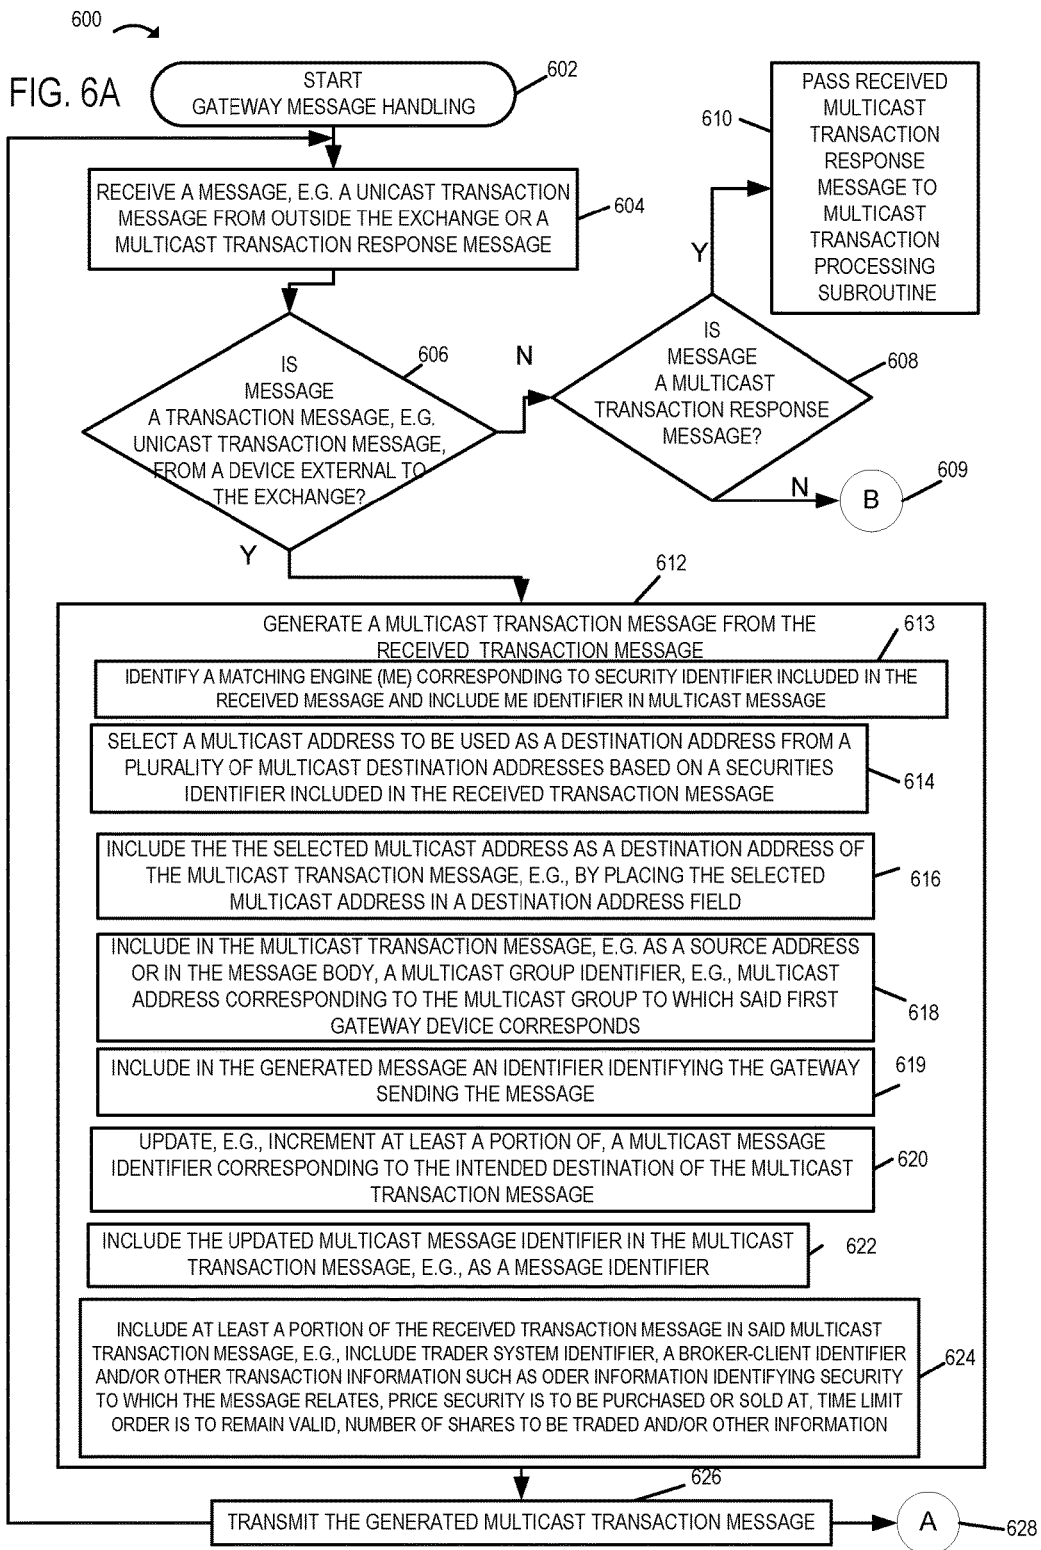 600
FIG. 6A
START
GATEWAY MESSAGE HANDLING
602
RECEIVE A MESSAGE, E.G. A UNICAST TRANSACTION
MESSAGE FROM OUTSIDE THE EXCHANGE OR A
MULTICAST TRANSACTION RESPONSE MESSAGE
604
IS
MESSAGE
A TRANSACTION MESSAGE, E.G.
UNICAST TRANSACTION MESSAGE,
FROM A DEVICE EXTERNAL TO
THE EXCHANGE?
606
N
Y
IS
MESSAGE
A MULTICAST
TRANSACTION RESPONSE
MESSAGE?
608
Y
N
B
609
PASS RECEIVED
MULTICAST
TRANSACTION
RESPONSE
MESSAGE TO
MULTICAST
TRANSACTION
PROCESSING
SUBROUTINE
610
612
GENERATE A MULTICAST TRANSACTION MESSAGE FROM THE
RECEIVED TRANSACTION MESSAGE
613
IDENTIFY A MATCHING ENGINE (ME) CORRESPONDING TO SECURITY IDENTIFIER INCLUDED IN THE
RECEIVED MESSAGE AND INCLUDE ME IDENTIFIER IN MULTICAST MESSAGE
SELECT A MULTICAST ADDRESS TO BE USED AS A DESTINATION ADDRESS FROM A
PLURALITY OF MULTICAST DESTINATION ADDRESSES BASED ON A SECURITIES
IDENTIFIER INCLUDED IN THE RECEIVED TRANSACTION MESSAGE
614
INCLUDE THE THE SELECTED MULTICAST ADDRESS AS A DESTINATION ADDRESS OF
THE MULTICAST TRANSACTION MESSAGE, E.G., BY PLACING THE SELECTED
MULTICAST ADDRESS IN A DESTINATION ADDRESS FIELD
616
INCLUDE IN THE MULTICAST TRANSACTION MESSAGE, E.G. AS A SOURCE ADDRESS
OR IN THE MESSAGE BODY, A MULTICAST GROUP IDENTIFIER, E.G., MULTICAST
ADDRESS CORRESPONDING TO THE MULTICAST GROUP TO WHICH SAID FIRST
GATEWAY DEVICE CORRESPONDS
618
INCLUDE IN THE GENERATED MESSAGE AN IDENTIFIER IDENTIFYING THE GATEWAY
SENDING THE MESSAGE
619
UPDATE, E.G., INCREMENT AT LEAST A PORTION OF, A MULTICAST MESSAGE
IDENTIFIER CORRESPONDING TO THE INTENDED DESTINATION OF THE MULTICAST
TRANSACTION MESSAGE
620
INCLUDE THE UPDATED MULTICAST MESSAGE IDENTIFIER IN THE MULTICAST
TRANSACTION MESSAGE, E.G., AS A MESSAGE IDENTIFIER
622
INCLUDE AT LEAST A PORTION OF THE RECEIVED TRANSACTION MESSAGE IN SAID MULTICAST
TRANSACTION MESSAGE, E.G., INCLUDE TRADER SYSTEM IDENTIFIER, A BROKER-CLIENT IDENTIFIER
AND/OR OTHER TRANSACTION INFORMATION SUCH AS ODER INFORMATION IDENTIFYING SECURITY
TO WHICH THE MESSAGE RELATES, PRICE SECURITY IS TO BE PURCHASED OR SOLD AT, TIME LIMIT
ORDER IS TO REMAIN VALID, NUMBER OF SHARES TO BE TRADED AND/OR OTHER INFORMATION
624
626
TRANSMIT THE GENERATED MULTICAST TRANSACTION MESSAGE
A
628